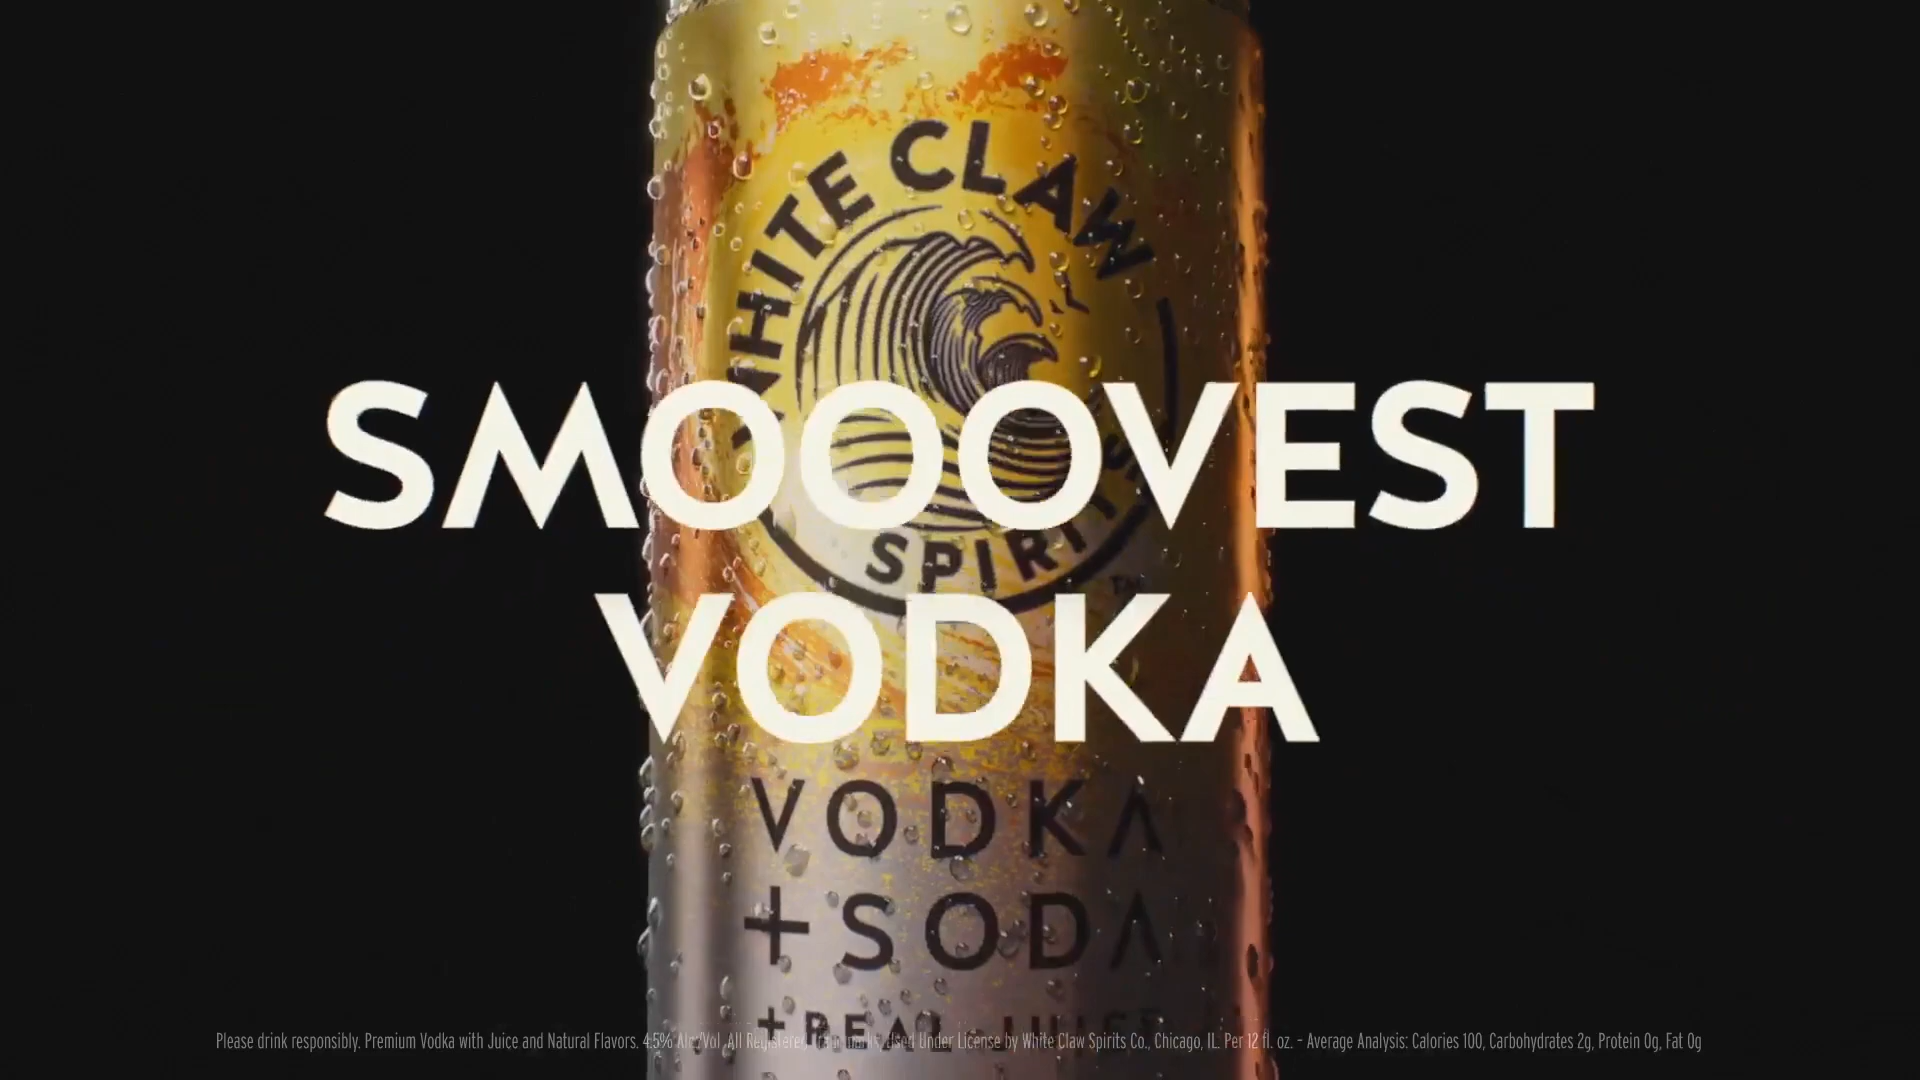 WHITE CLAW
SPIRITS
SMOOOVEST
VODKA
VODKA
+SODA
+REAL JUICE
Please drink responsibly. Premium Vodka with Juice and Natural Flavors. 4.5% Alc/Vol. All Registered Trademarks, Used Under License by White Claw Spirits Co., Chicago, IL. Per 12 fl. oz. - Average Analysis: Calories 100, Carbohydrates 2g, Protein 0g, Fat 0g